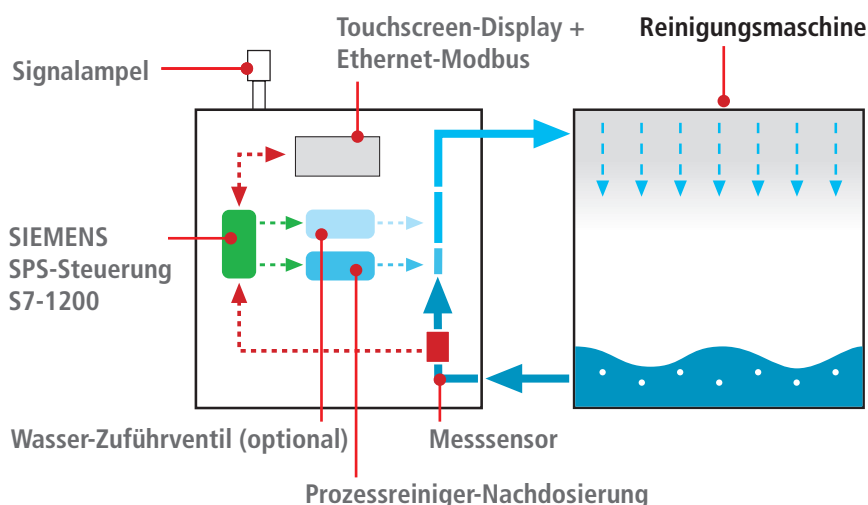 Touchscreen-Display +
Ethernet-Modbus
Reinigungsmaschine
Signalampel
SIEMENS
SPS-Steuerung
S7-1200
Wasser-Zuführventil (optional)
Messsensor
Prozessreiniger-Nachdosierung